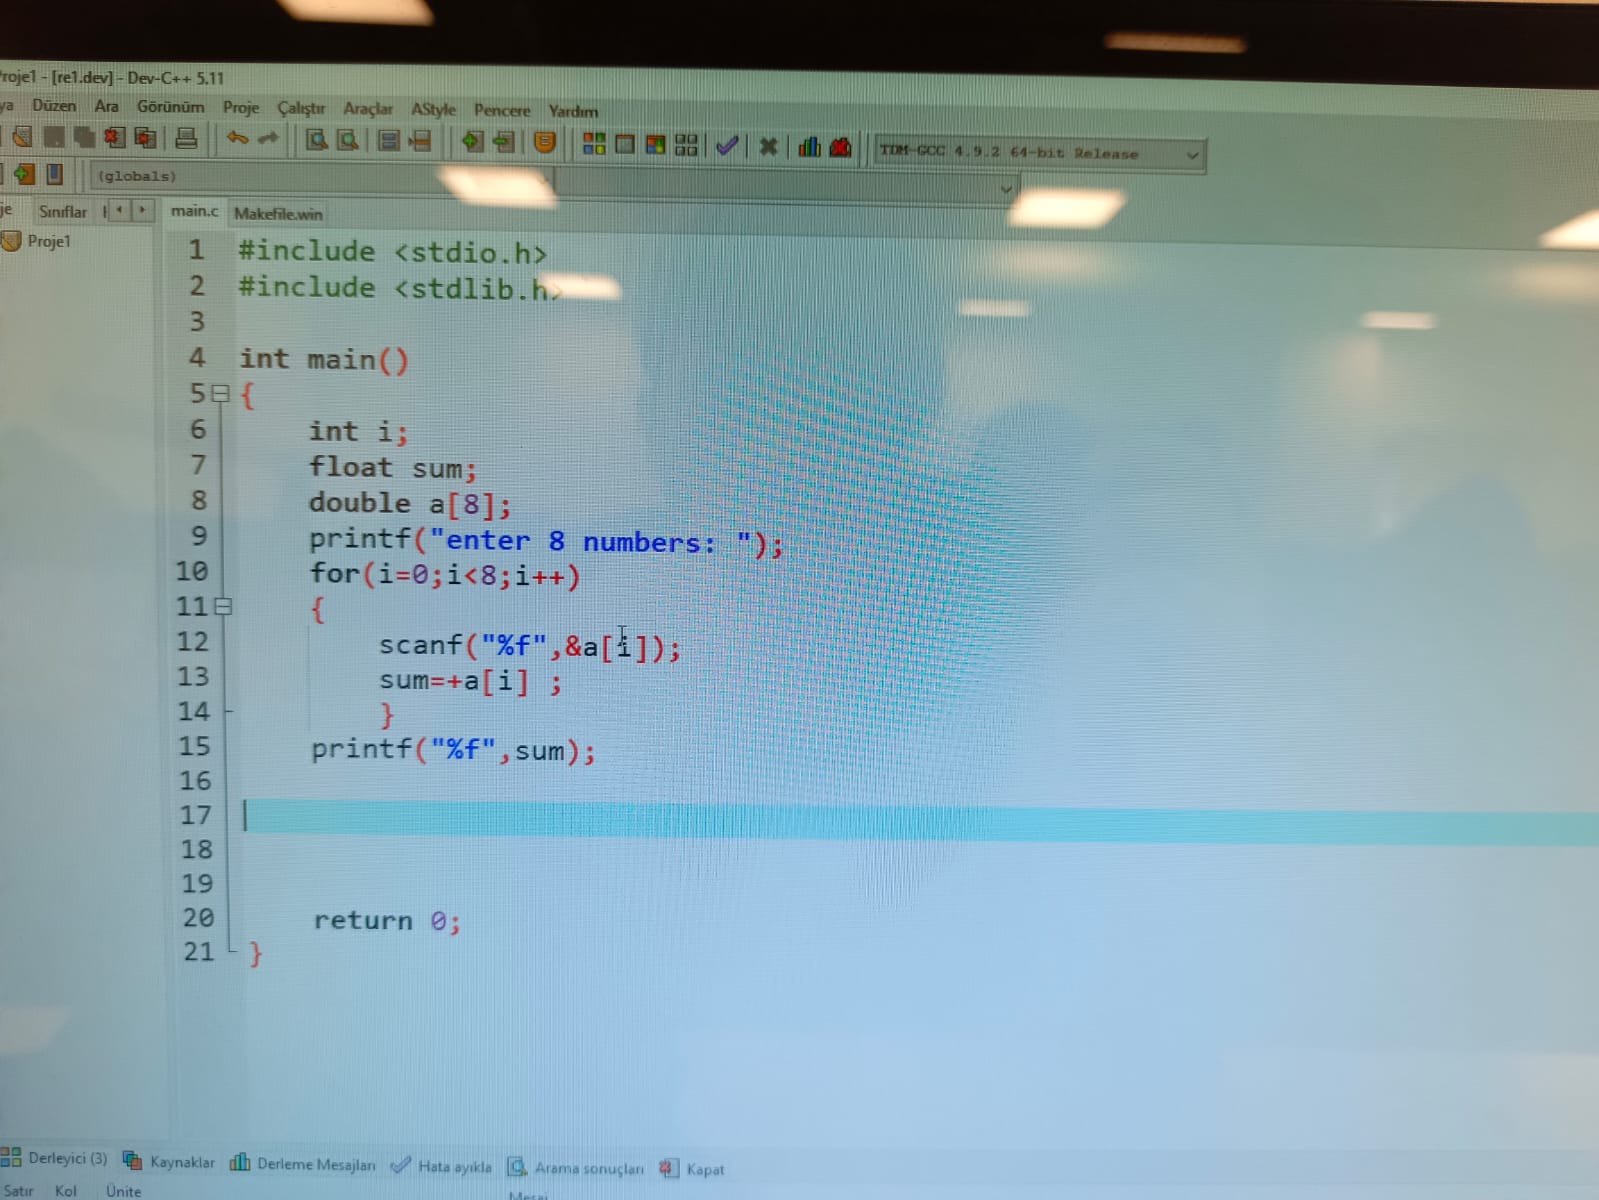 Proje1 - [re1.dev] - Dev-C++ 5.11
Düzen Ara Görünüm Proje Çalıştır Araçlar AStyle Pencere Yardım
TDM-GCC 4.9.2 64-bit Release
(globals)
Sınıflar main.c Makefile.win
Proje1
1 #include <stdio.h>
2 #include <stdlib.h>
3
4 int main()
5 {
6 int i;
7 float sum;
8 double a[8];
9 printf("enter 8 numbers: ");
10 for(i=0;i<8;i++)
11 {
12 scanf("%f",&a[i]);
13 sum=+a[i] ;
14 }
15 printf("%f",sum);
16
17
18
19
20 return 0;
21 }
Derleyici (3) Kaynaklar Derleme Mesajları Hata ayıkla Arama sonuçları Kapat
Satır Kol Ünite Mesaj